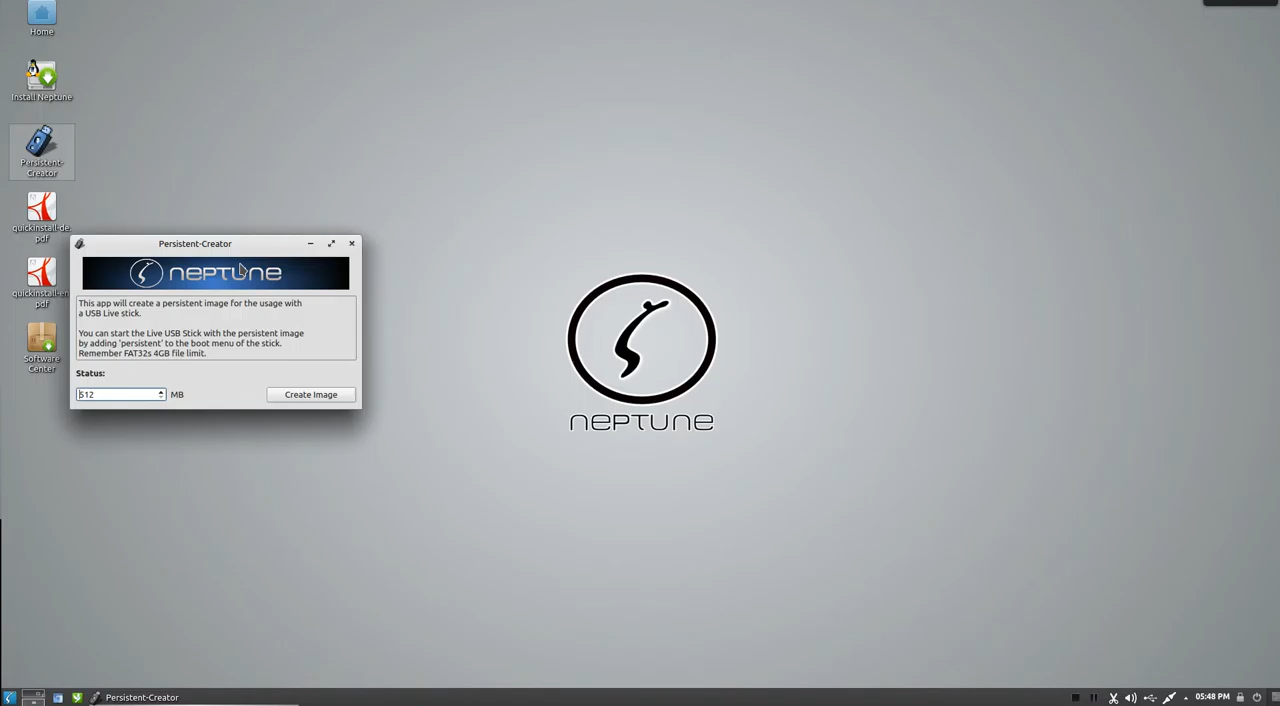 Home
Install Neptune
Persistent-
Creator
quickinstall-de.
pdf
quickinstall-en.
pdf
Software
Center
Persistent-Creator
NEPTUNE
This app will create a persistent image for the usage with
a USB Live stick.
You can start the Live USB Stick with the persistent image
by adding 'persistent' to the boot menu of the stick.
Remember FAT32s 4GB file limit.
Status:
512
MB
Create Image
NEPTUNE
Persistent-Creator
05:48 PM